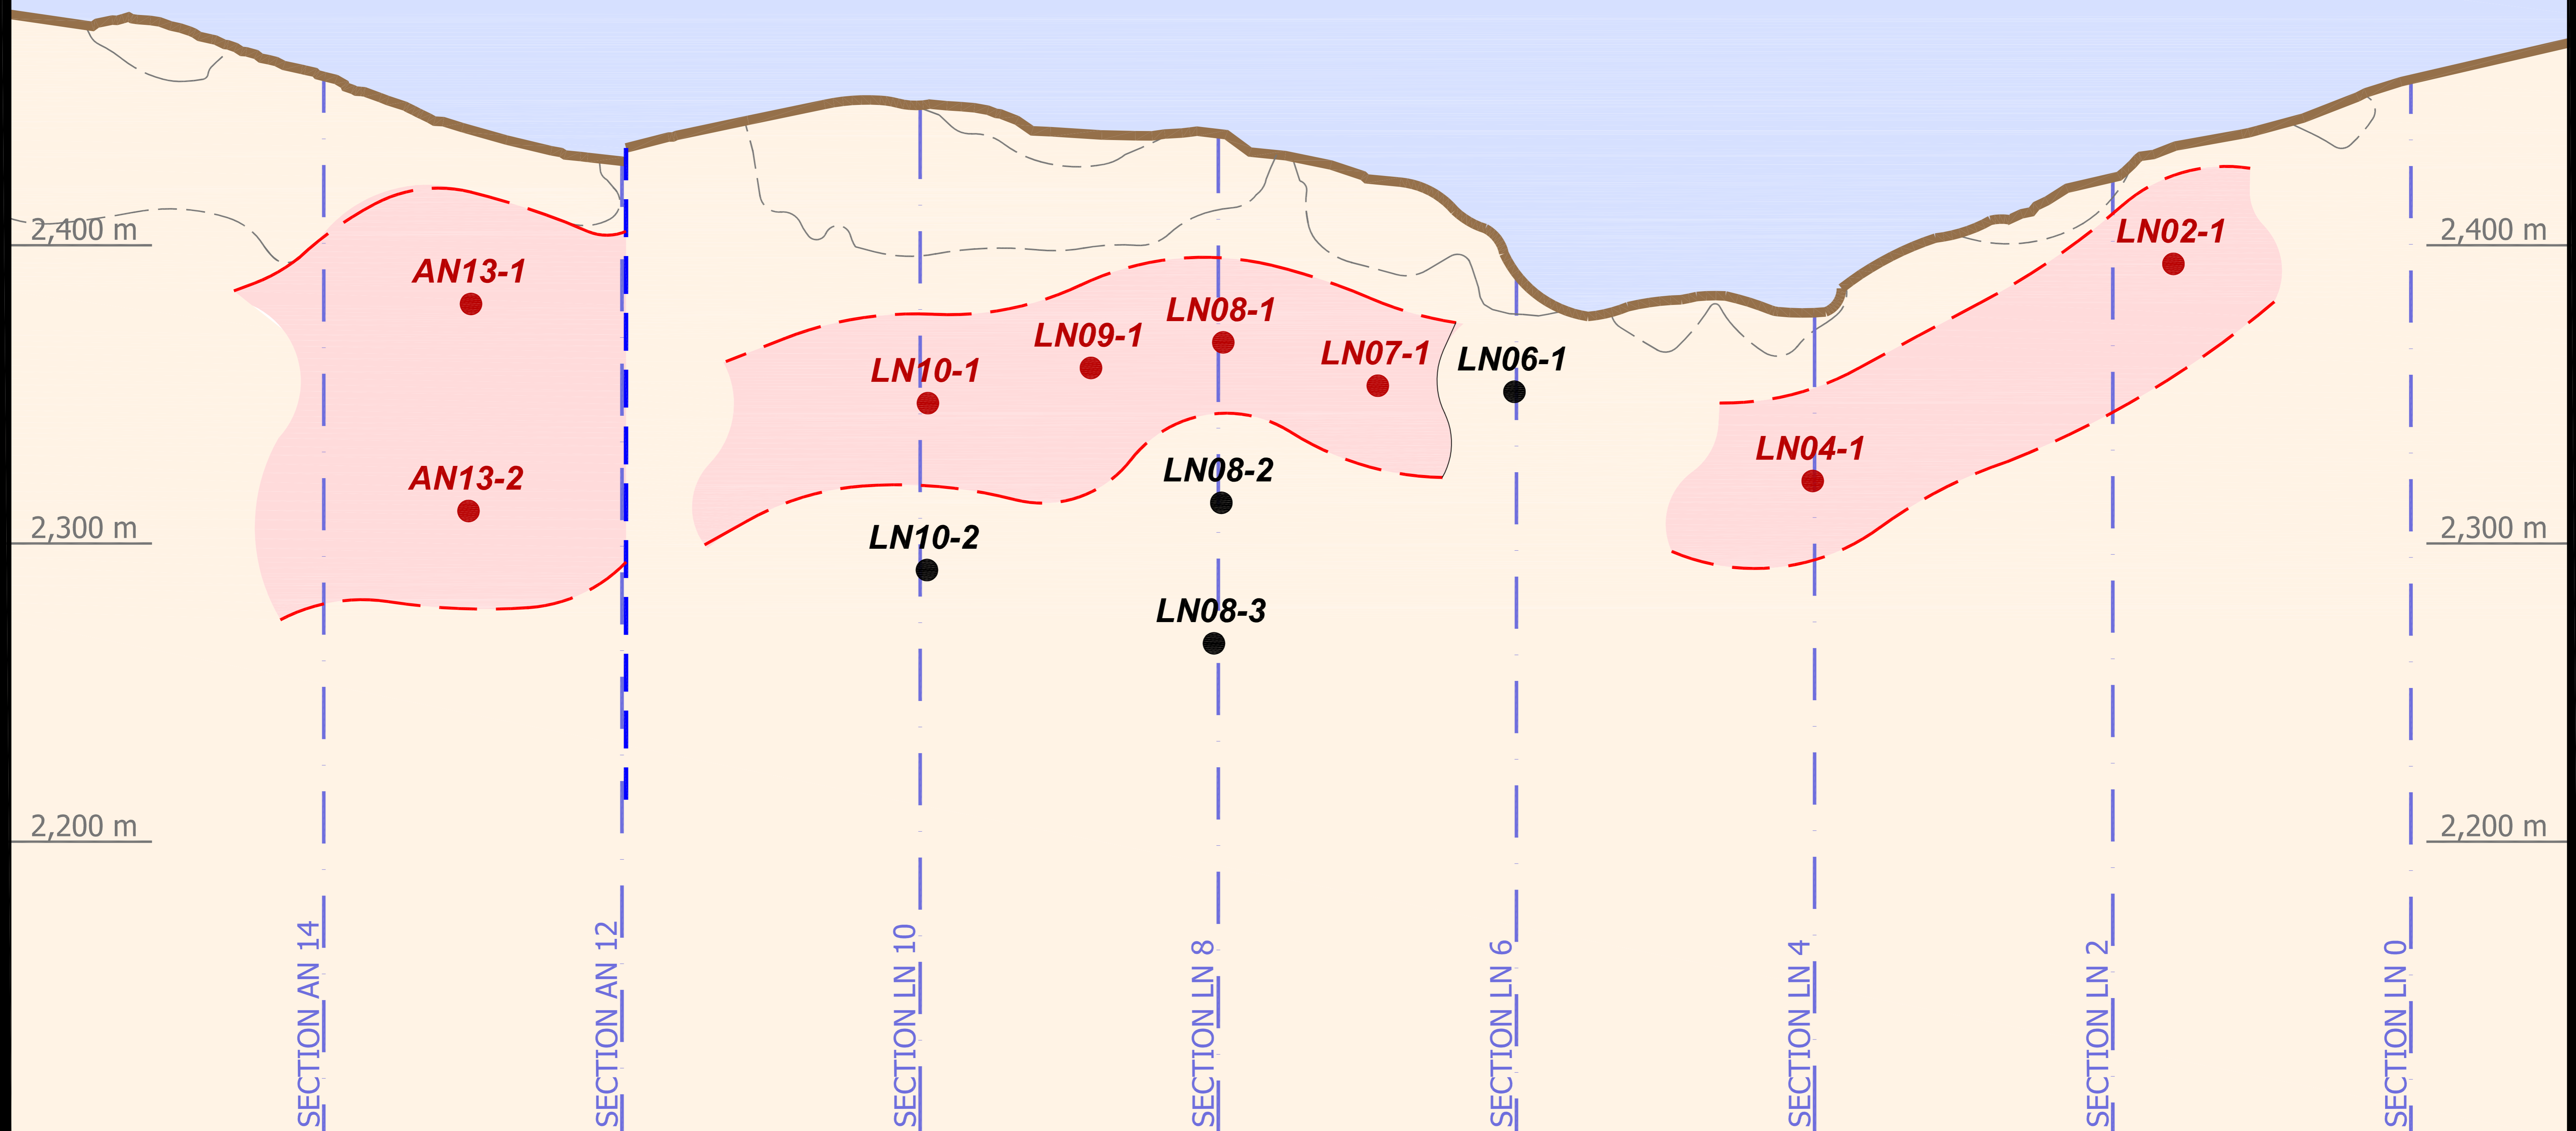 2,400 m
2,300 m
2,200 m
AN13-1
AN13-2
LN10-1
LN09-1
LN08-1
LN07-1
LN06-1
LN08-2
LN10-2
LN08-3
LN04-1
LN02-1
2,400 m
2,300 m
2,200 m
SECTION AN 14
SECTION AN 12
SECTION LN 10
SECTION LN 8
SECTION LN 6
SECTION LN 4
SECTION LN 2
SECTION LN 0